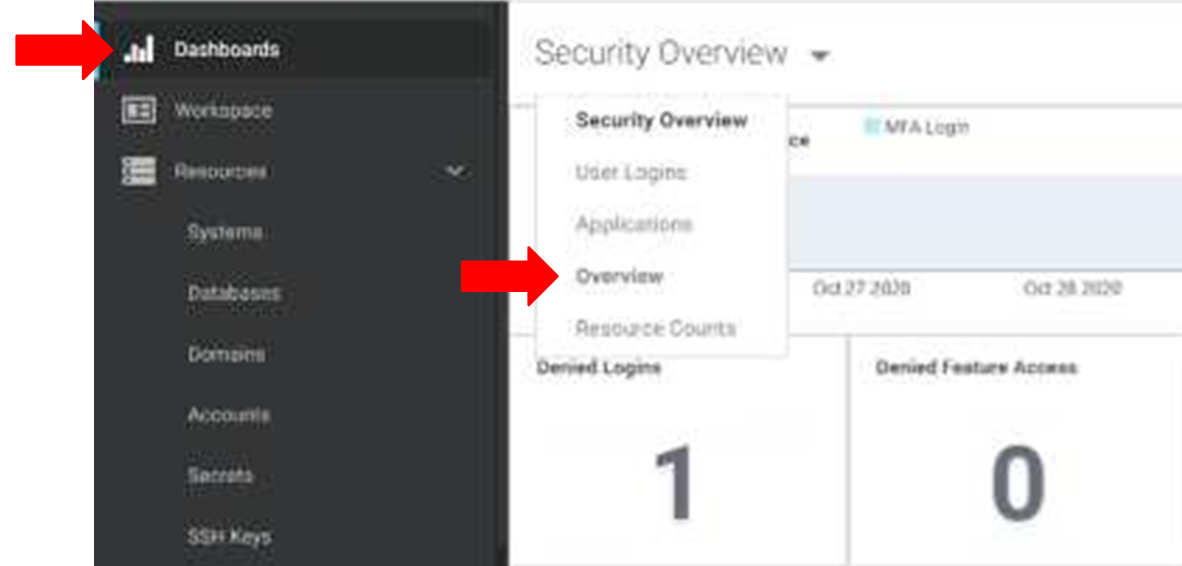 Dashboards
Workspace
Resources
Systems
Databases
Domains
Accounts
Secrets
SSH Keys
Security Overview
Security Overview
User Logins
Applications
Overview
Resource Counts
ce
MFA Login
Oct 27 2020
Oct 28 2020
Denied Logins
1
Denied Feature Access
0